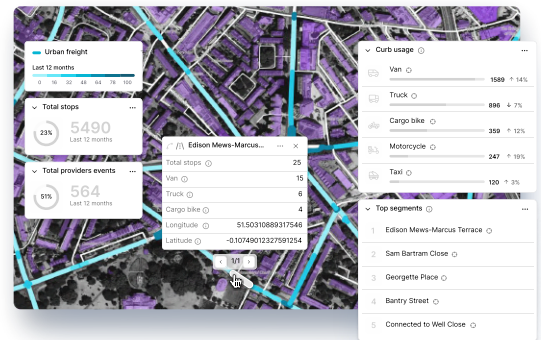 Urban freight
Last 12 months
0 16 32 48 64 80 100
Total stops
23%
5490
Last 12 months
Total providers events
51%
564
Last 12 months
Edison Mews-Marcus...
Total stops 25
Van 15
Truck 6
Cargo bike 4
Longitude 51.50310889317546
Latitude -0.10749012327591254
1/1
Curb usage
Van
1589 ↑ 14%
Truck
896 ↓ 7%
Cargo bike
359 ↑ 12%
Motorcycle
247 ↑ 19%
Taxi
120 ↑ 3%
Top segments
1 Edison Mews-Marcus Terrace
2 Sam Bartram Close
3 Georgette Place
4 Bantry Street
5 Connected to Well Close